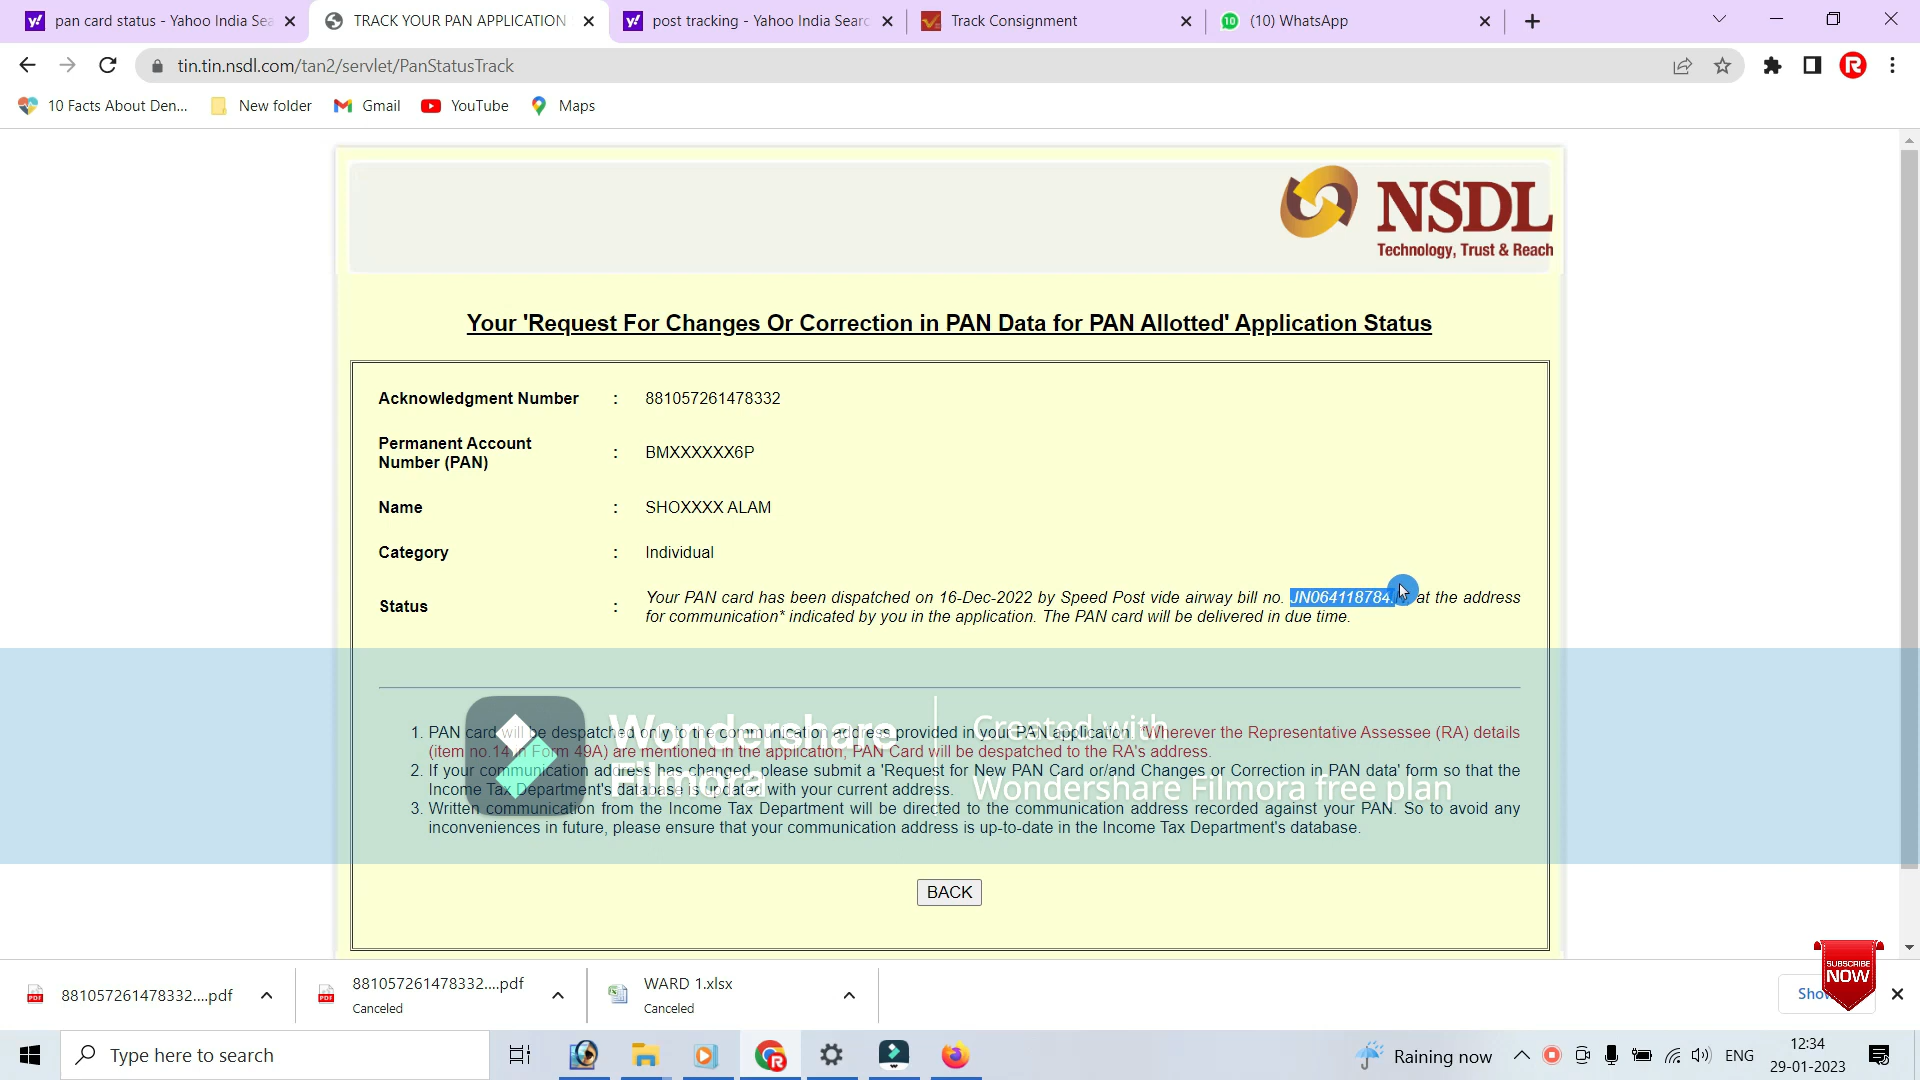 pan card status - Yahoo India Sea
TRACK YOUR PAN APPLICATION
post tracking - Yahoo India Searc
Track Consignment
10
(10) WhatsApp
tin.tin.nsdl.com/tan2/servlet/PanStatusTrack
R
10 Facts About Den...
New folder
Gmail
YouTube
Maps
NSDL
Technology, Trust & Reach
Your 'Request For Changes Or Correction in PAN Data for PAN Allotted' Application Status
Acknowledgment Number : 881057261478332
Permanent Account
Number (PAN) : BMXXXXXX6P
Name : SHOXXXX ALAM
Category : Individual
Status : Your PAN card has been dispatched on 16-Dec-2022 by Speed Post vide airway bill no. JN064118784 at the address
for communication* indicated by you in the application. The PAN card will be delivered in due time.
1. PAN card will be despatched only to the communication address provided in your PAN application. *Wherever the Representative Assessee (RA) details
(item no.14 in Form 49A) are mentioned in the application, PAN Card will be despatched to the RA's address.
2. If your communication address has changed, please submit a 'Request for New PAN Card or/and Changes or Correction in PAN data' form so that the
Income Tax Department's database is updated with your current address.
3. Written communication from the Income Tax Department will be directed to the communication address recorded against your PAN. So to avoid any
inconveniences in future, please ensure that your communication address is up-to-date in the Income Tax Department's database.
Wondershare
Filmora
Created with
Wondershare Filmora free plan
BACK
881057261478332....pdf
881057261478332....pdf
Canceled
WARD 1.xlsx
Canceled
SUBSCRIBE
NOW
Type here to search
Raining now
ENG
12:34
29-01-2023